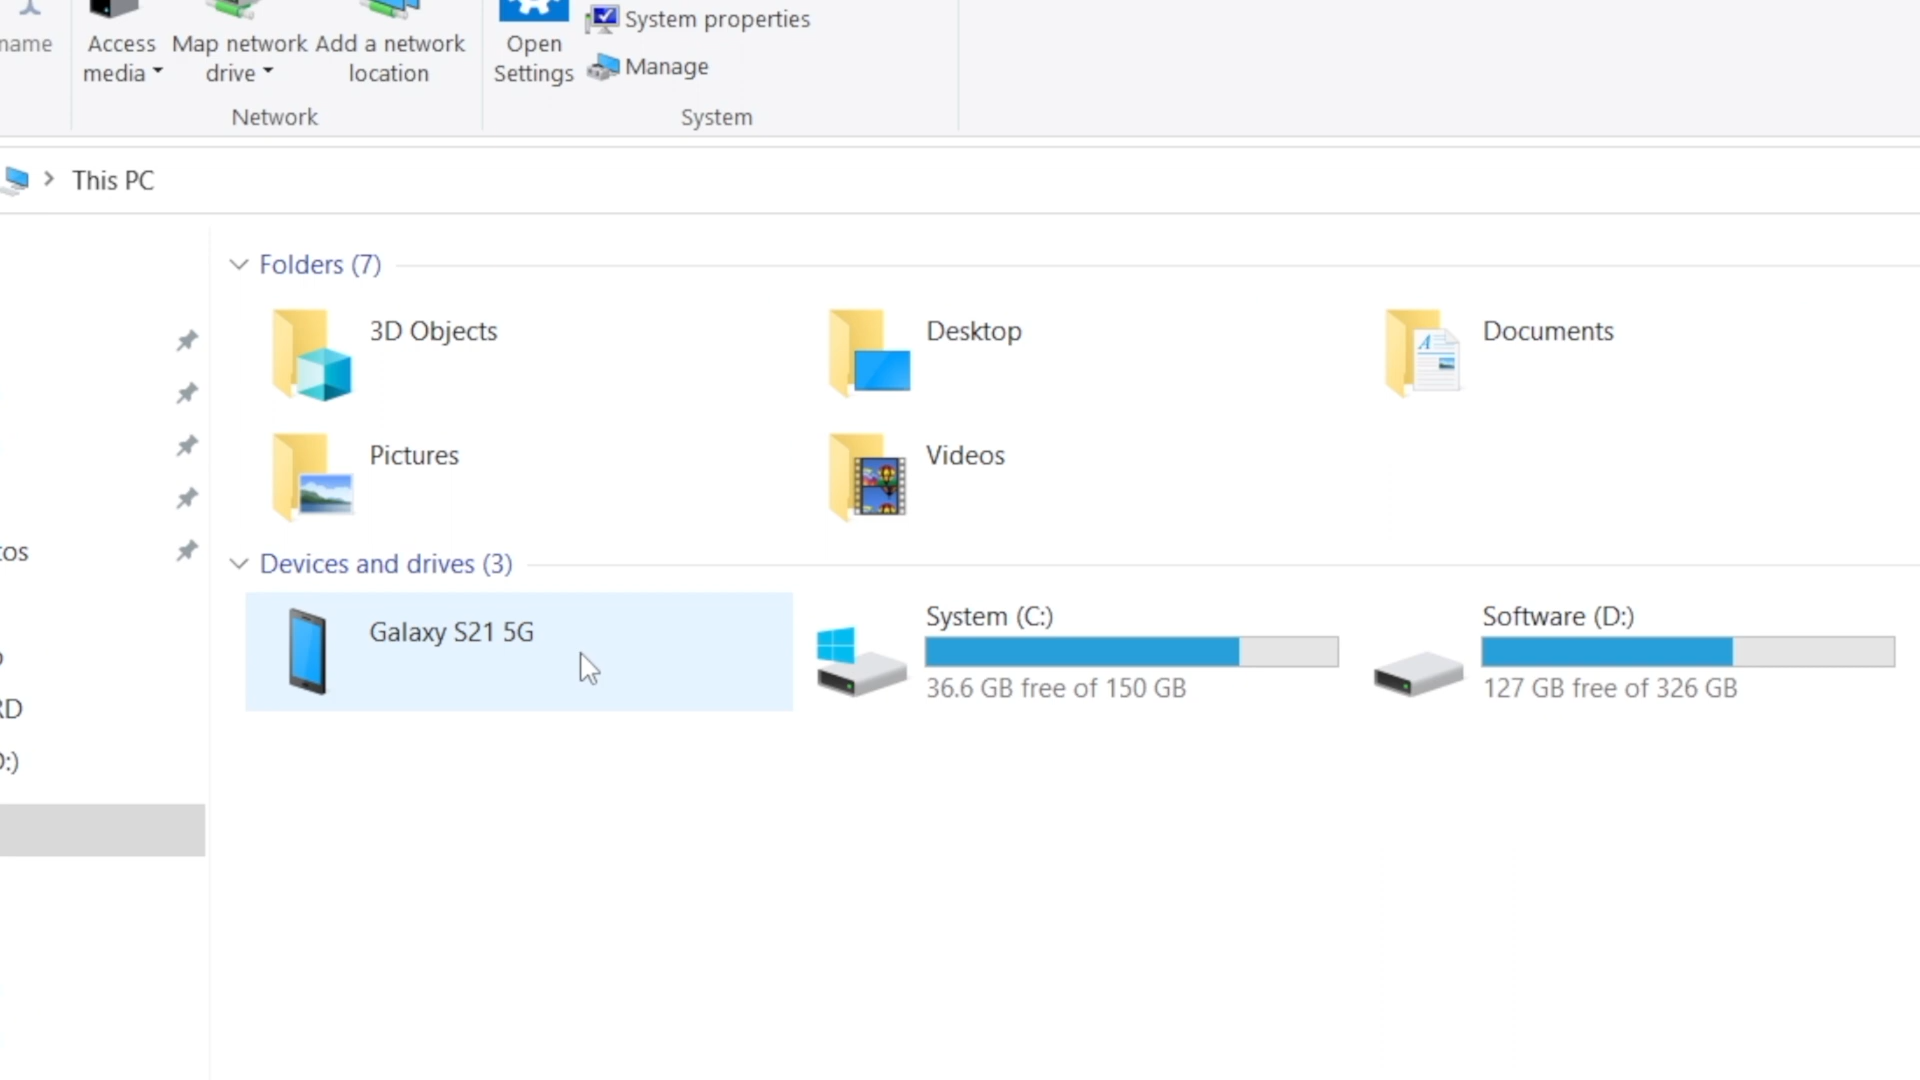 name
Access media
Map network drive
Add a network location
Open Settings
System properties
Manage
Network
System
This PC
Folders (7)
3D Objects
Desktop
Documents
Pictures
Videos
tos
Devices and drives (3)
Galaxy S21 5G
System (C:)
36.6 GB free of 150 GB
Software (D:)
127 GB free of 326 GB
RD
D:)